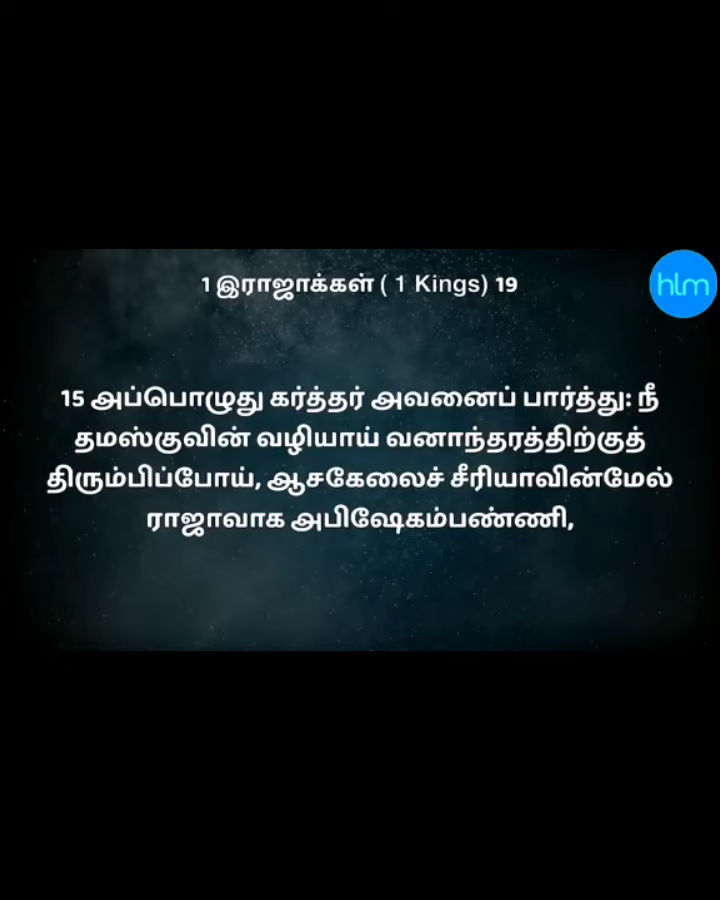 1 இராஜாக்கள் ( 1 Kings) 19
hlm
15 அப்பொழுது கர்த்தர் அவனைப் பார்த்து: நீ
தமஸ்குவின் வழியாய் வனாந்தரத்திற்குத்
திரும்பிப்போய், ஆசகேலைச் சீரியாவின்மேல்
ராஜாவாக அபிஷேகம்பண்ணி,